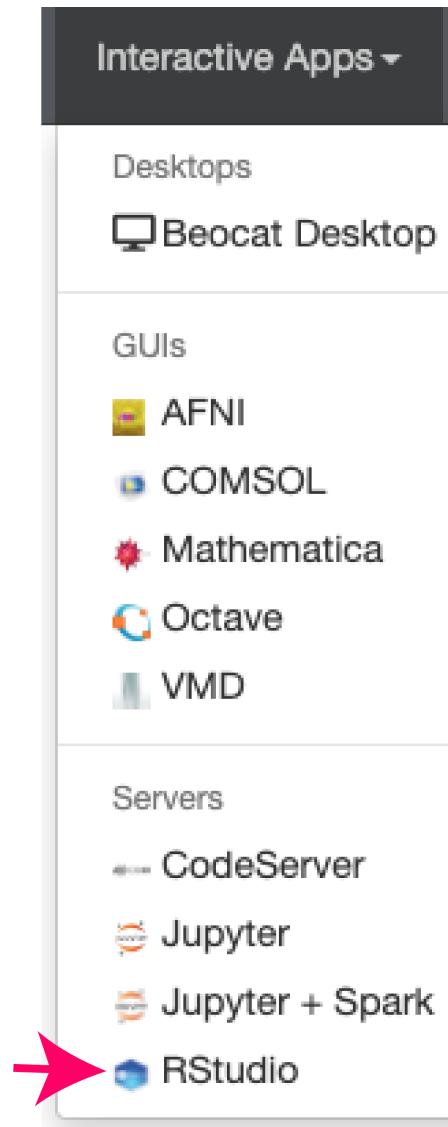 Interactive Apps
Desktops
Beocat Desktop
GUIs
AFNI
COMSOL
Mathematica
Octave
VMD
Servers
CodeServer
Jupyter
Jupyter + Spark
RStudio